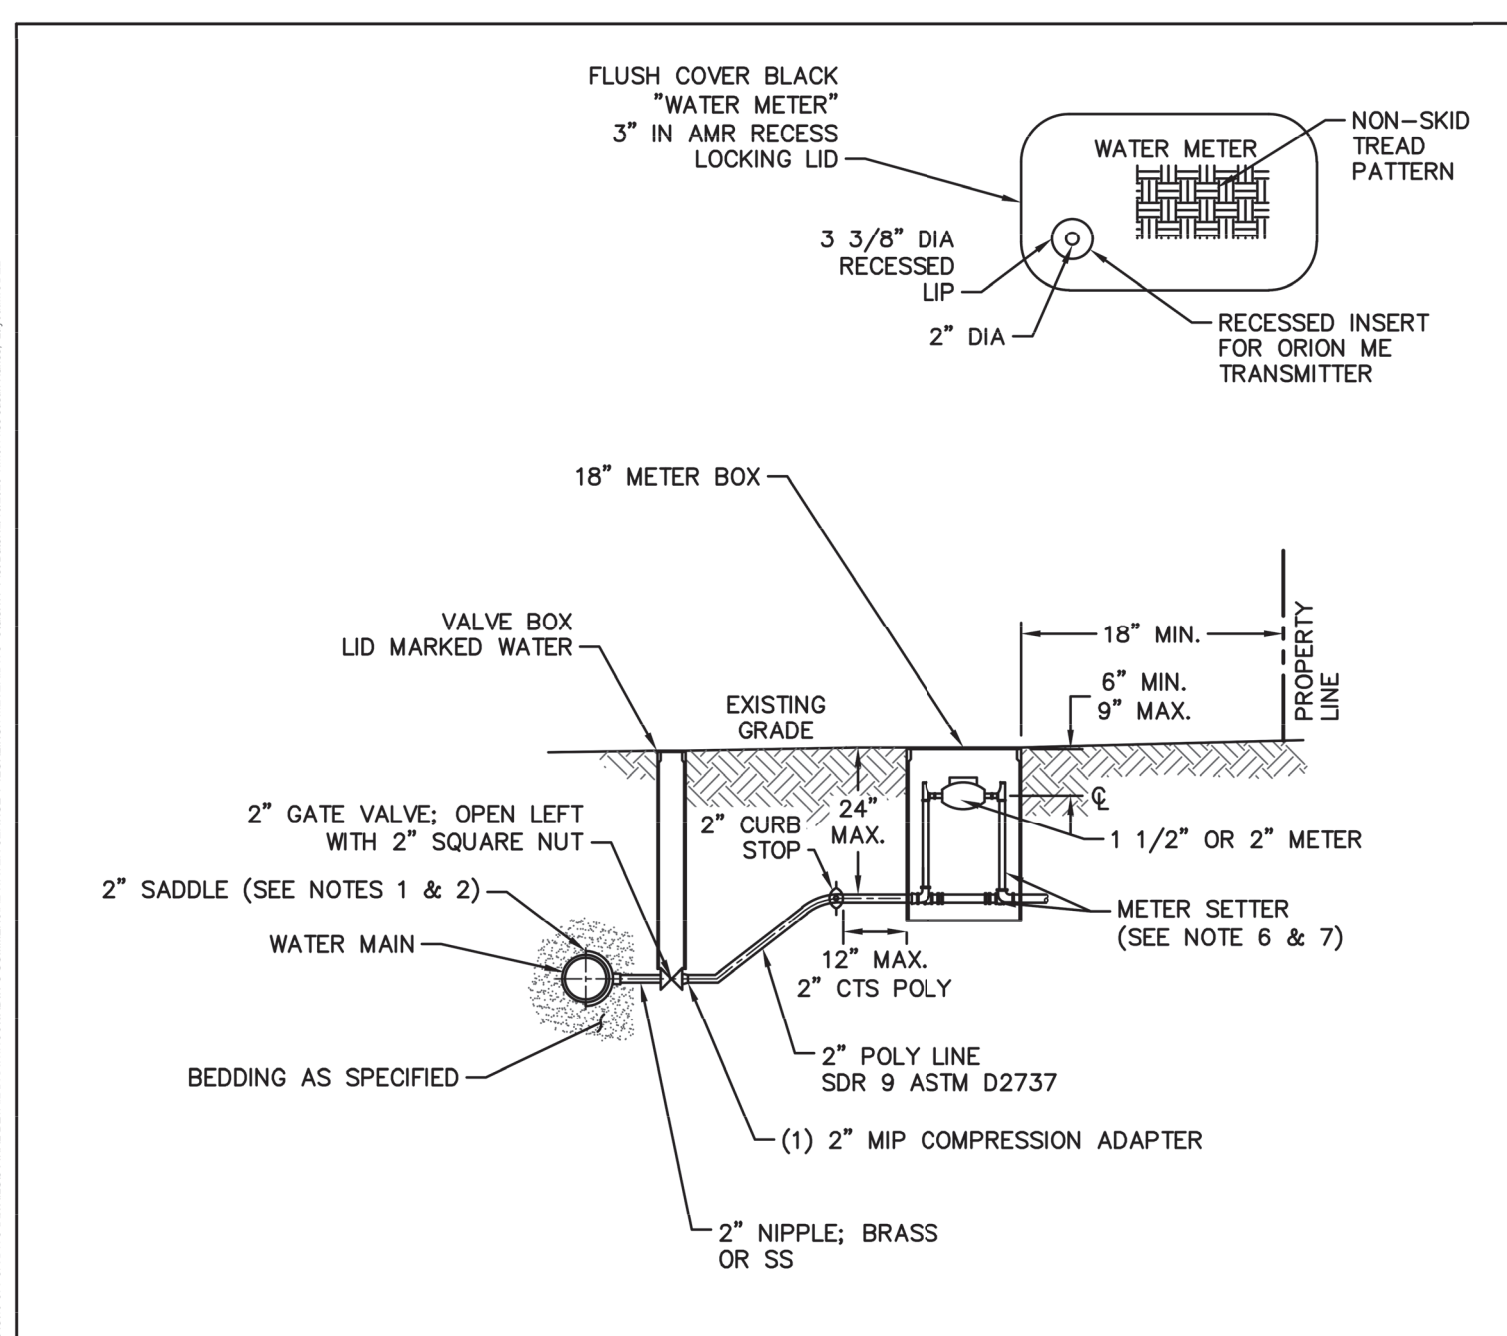 FLUSH COVER BLACK
"WATER METER"
3" IN AMR RECESS
LOCKING LID
WATER METER
NON-SKID
TREAD
PATTERN
3 3/8" DIA
RECESSED
LIP
2" DIA
RECESSED INSERT
FOR ORION ME
TRANSMITTER
18" METER BOX
VALVE BOX
LID MARKED WATER
EXISTING
GRADE
18" MIN.
6" MIN.
9" MAX.
PROPERTY
LINE
2" GATE VALVE; OPEN LEFT
WITH 2" SQUARE NUT
2" CURB
STOP
24"
MAX.
℄
1 1/2" OR 2" METER
2" SADDLE (SEE NOTES 1 & 2)
WATER MAIN
METER SETTER
(SEE NOTE 6 & 7)
12" MAX.
2" CTS POLY
BEDDING AS SPECIFIED
2" POLY LINE
SDR 9 ASTM D2737
(1) 2" MIP COMPRESSION ADAPTER
2" NIPPLE; BRASS
OR SS